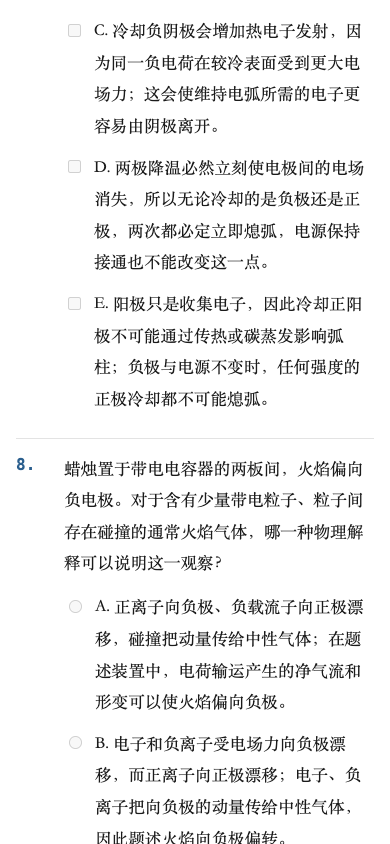 C. 冷却负阴极会增加热电子发射，因
为同一负电荷在较冷表面受到更大电
场力；这会使维持电弧所需的电子更
容易由阴极离开。
D. 两极降温必然立刻使电极间的电场
消失，所以无论冷却的是负极还是正
极，两次都必定立即熄弧，电源保持
接通也不能改变这一点。
E. 阳极只是收集电子，因此冷却正阳
极不可能通过传热或碳蒸发影响弧
柱；负极与电源不变时，任何强度的
正极冷却都不可能熄弧。
8.
蜡烛置于带电电容器的两板间，火焰偏向
负电极。对于含有少量带电粒子、粒子间
存在碰撞的通常火焰气体，哪一种物理解
释可以说明这一观察？
A. 正离子向负极、负载流子向正极漂
移，碰撞把动量传给中性气体；在题
述装置中，电荷输运产生的净气流和
形变可以使火焰偏向负极。
B. 电子和负离子受电场力向负极漂
移，而正离子向正极漂移；电子、负
离子把向负极的动量传给中性气体，
因此题述火焰向负极偏转。